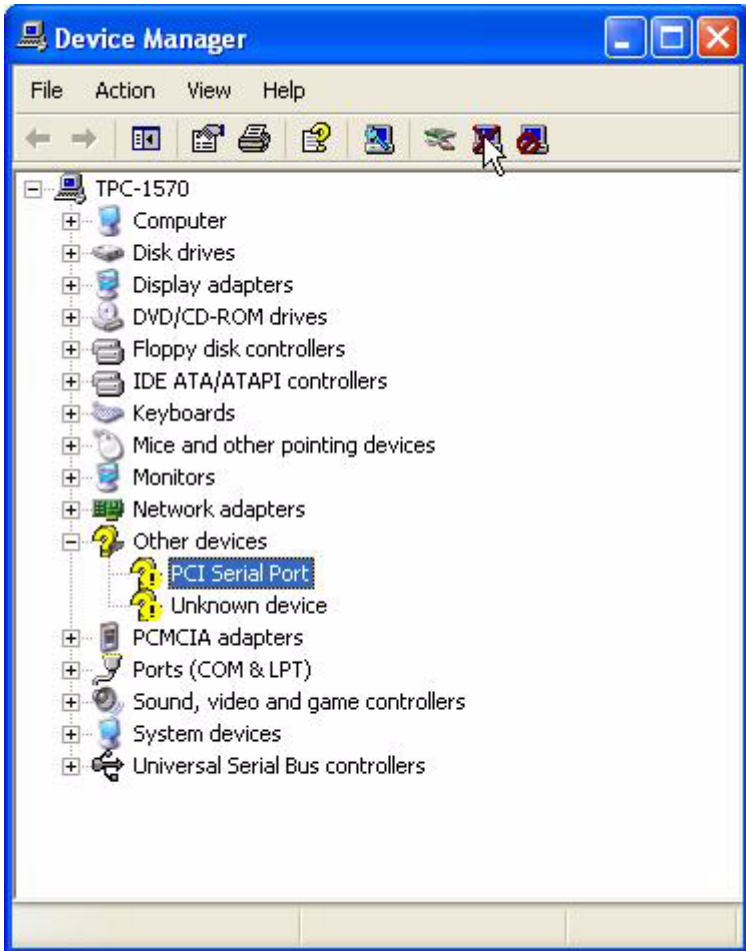 Device Manager
File Action View Help
TPC-1570
Computer
Disk drives
Display adapters
DVD/CD-ROM drives
Floppy disk controllers
IDE ATA/ATAPI controllers
Keyboards
Mice and other pointing devices
Monitors
Network adapters
Other devices
PCI Serial Port
Unknown device
PCMCIA adapters
Ports (COM & LPT)
Sound, video and game controllers
System devices
Universal Serial Bus controllers